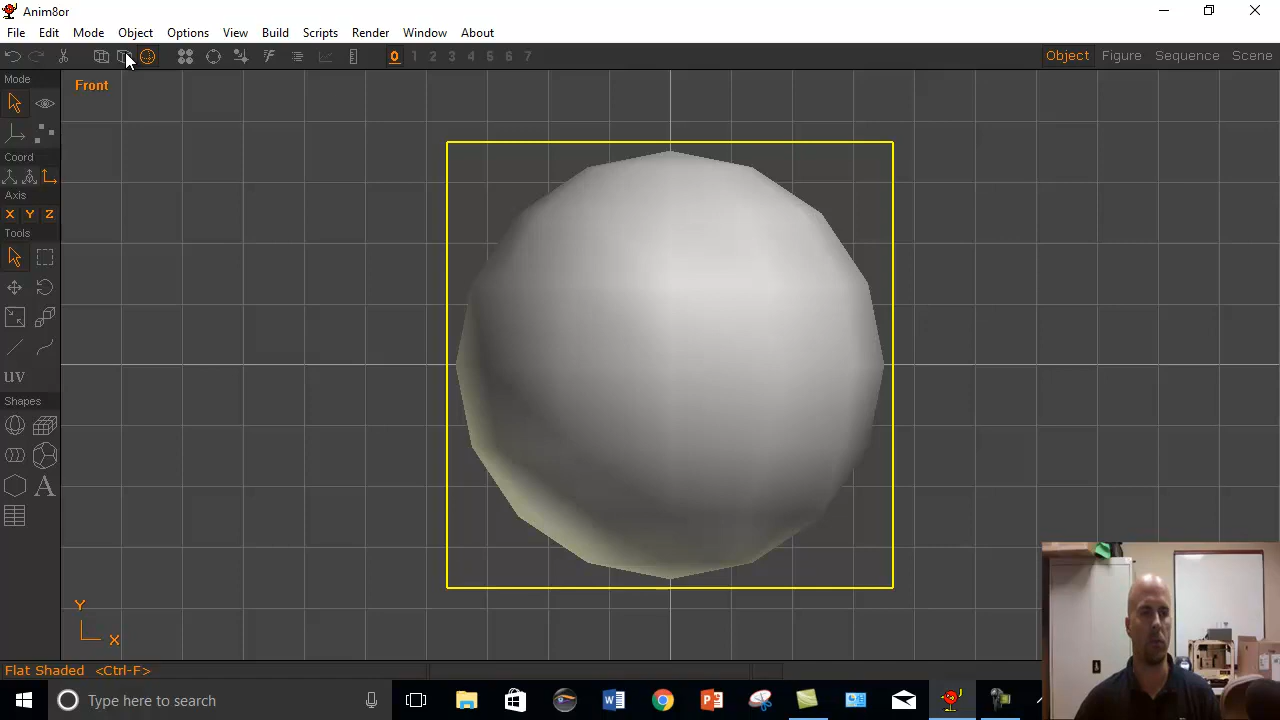 Anim8or
File Edit Mode Object Options View Build Scripts Render Window About
0 1 2 3 4 5 6 7 Object Figure Sequence Scene
Mode
Front
Coord
Axis
X Y Z
Tools
uv
Shapes
A
Y
X
Flat Shaded <Ctrl-F>
Type here to search